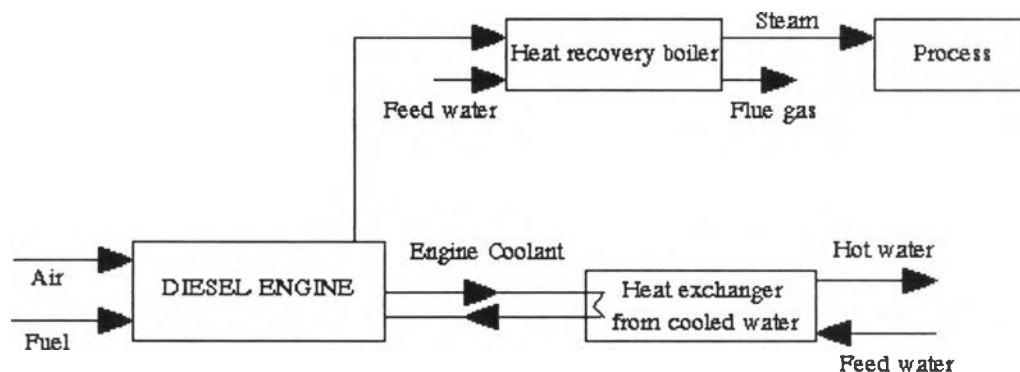 Steam
Heat recovery boiler
Process
Feed water
Flue gas
Engine Coolant
Hot water
Air
DIESEL ENGINE
Heat exchanger
from cooled water
Fuel
Feed water